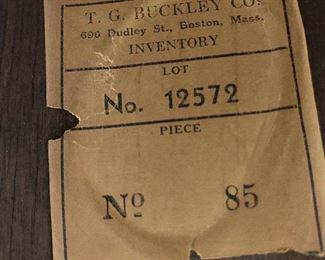 T. G. BUCKLEY CO.
690 Dudley St., Boston, Mass.
INVENTORY
LOT
No. 12572
PIECE
Nº 85